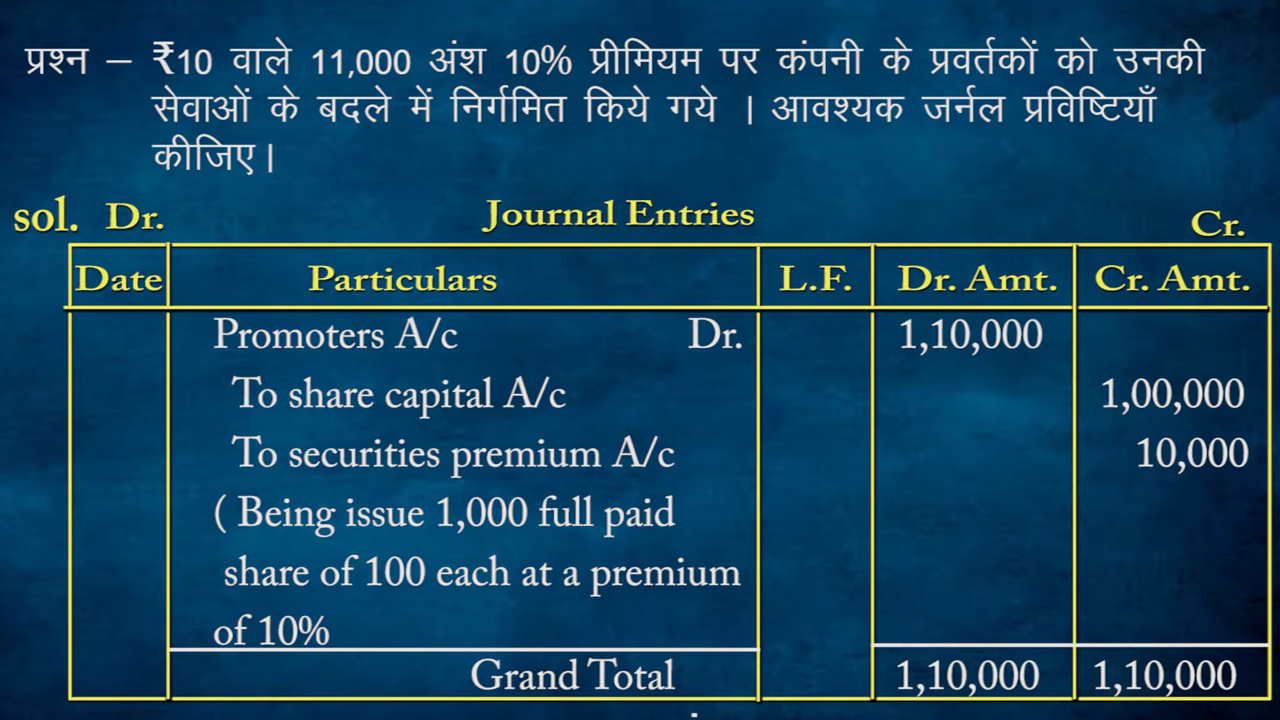 प्रश्न – ₹10 वाले 11,000 अंश 10% प्रीमियम पर कंपनी के प्रवर्तकों को उनकी
सेवाओं के बदले में निर्गमित किये गये । आवश्यक जर्नल प्रविष्टियाँ
कीजिए।
sol. Dr. Journal Entries Cr.
Date Particulars L.F. Dr. Amt. Cr. Amt.
Promoters A/c Dr. 1,10,000
To share capital A/c 1,00,000
To securities premium A/c 10,000
( Being issue 1,000 full paid
share of 100 each at a premium
of 10%
Grand Total 1,10,000 1,10,000